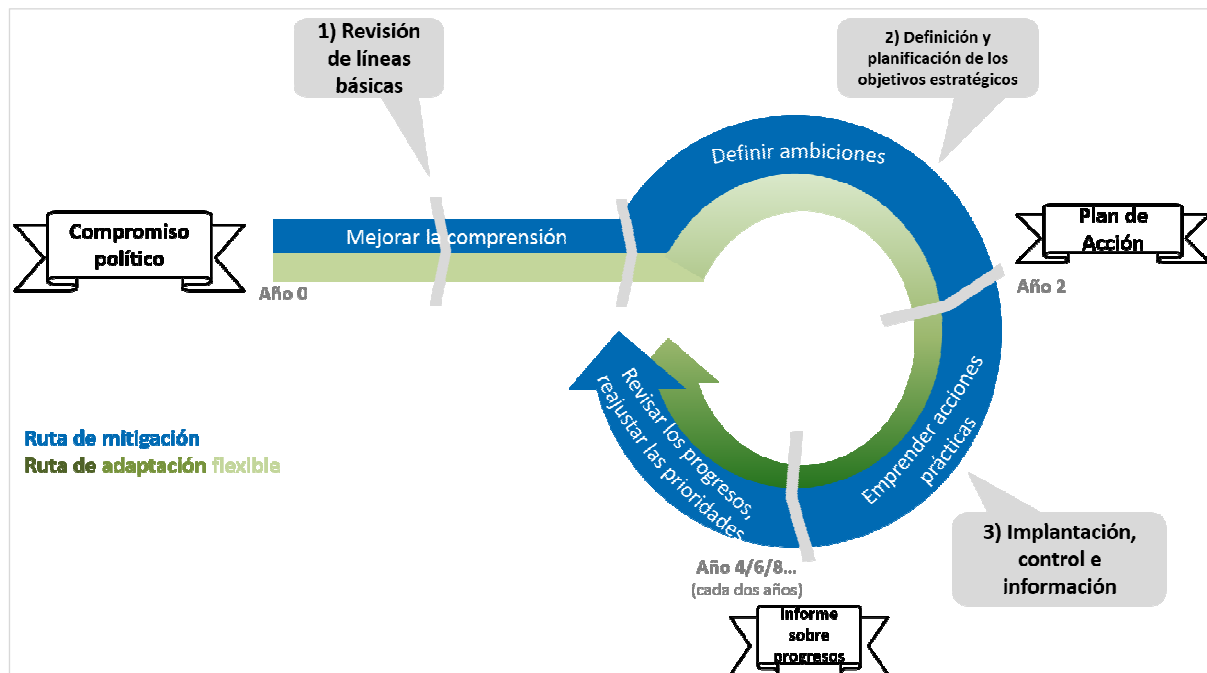 1) Revisión
de líneas
básicas
2) Definición y
planificación de los
objetivos estratégicos
Definir ambiciones
Compromiso
político
Mejorar la comprensión
Plan de
Acción
Año 0
Año 2
Revisar los progresos,
reajustar las prioridades
Emprender acciones
prácticas
Ruta de mitigación
Ruta de adaptación flexible
3) Implantación,
control e
información
Año 4/6/8...
(cada dos años)
Informe
sobre
progresos